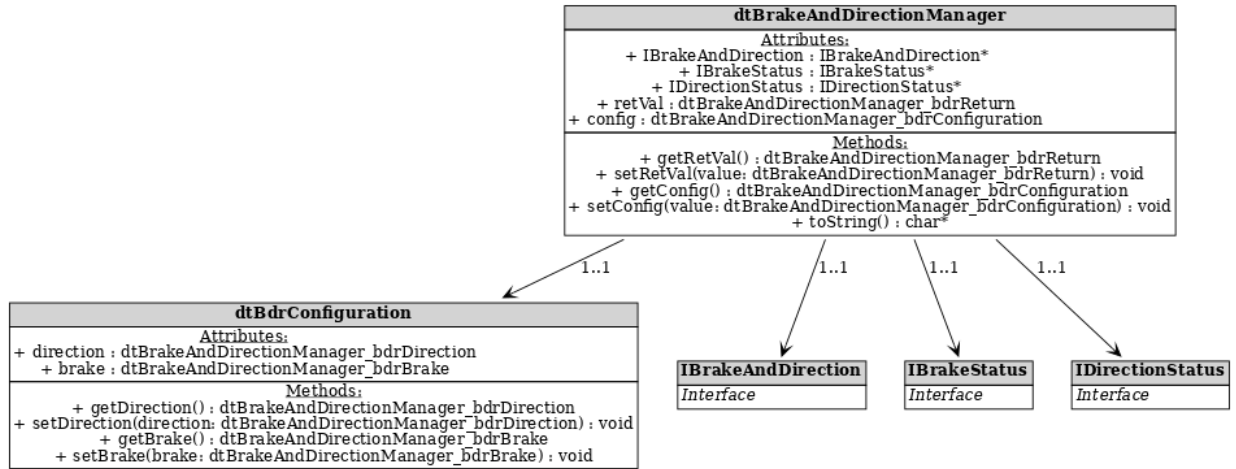 dtBrakeAndDirectionManager
Attributes:
+ IBrakeAndDirection : IBrakeAndDirection*
+ IBrakeStatus : IBrakeStatus*
+ IDirectionStatus : IDirectionStatus*
+ retVal : dtBrakeAndDirectionManager_bdrReturn
+ config : dtBrakeAndDirectionManager_bdrConfiguration
Methods:
+ getRetVal() : dtBrakeAndDirectionManager_bdrReturn
+ setRetVal(value: dtBrakeAndDirectionManager_bdrReturn) : void
+ getConfig() : dtBrakeAndDirectionManager_bdrConfiguration
+ setConfig(value: dtBrakeAndDirectionManager_bdrConfiguration) : void
+ toString() : char*
1..1
1..1
1..1
1..1
dtBdrConfiguration
Attributes:
+ direction : dtBrakeAndDirectionManager_bdrDirection
+ brake : dtBrakeAndDirectionManager_bdrBrake
Methods:
+ getDirection() : dtBrakeAndDirectionManager_bdrDirection
+ setDirection(direction: dtBrakeAndDirectionManager_bdrDirection) : void
+ getBrake() : dtBrakeAndDirectionManager_bdrBrake
+ setBrake(brake: dtBrakeAndDirectionManager_bdrBrake) : void
IBrakeAndDirection
Interface
IBrakeStatus
Interface
IDirectionStatus
Interface